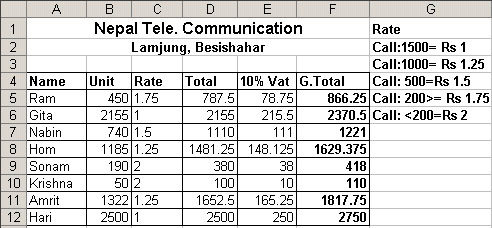 A B C D E F G
1 Nepal Tele. Communication Rate
2 Lamjung, Besishahar Call:1500= Rs 1
3 Call:1000= Rs 1.25
4 Name Unit Rate Total 10% Vat G.Total Call: 500=Rs 1.5
5 Ram 450 1.75 787.5 78.75 866.25 Call: 200>= Rs 1.75
6 Gita 2155 1 2155 215.5 2370.5 Call: <200=Rs 2
7 Nabin 740 1.5 1110 111 1221
8 Hom 1185 1.25 1481.25 148.125 1629.375
9 Sonam 190 2 380 38 418
10 Krishna 50 2 100 10 110
11 Amrit 1322 1.25 1652.5 165.25 1817.75
12 Hari 2500 1 2500 250 2750